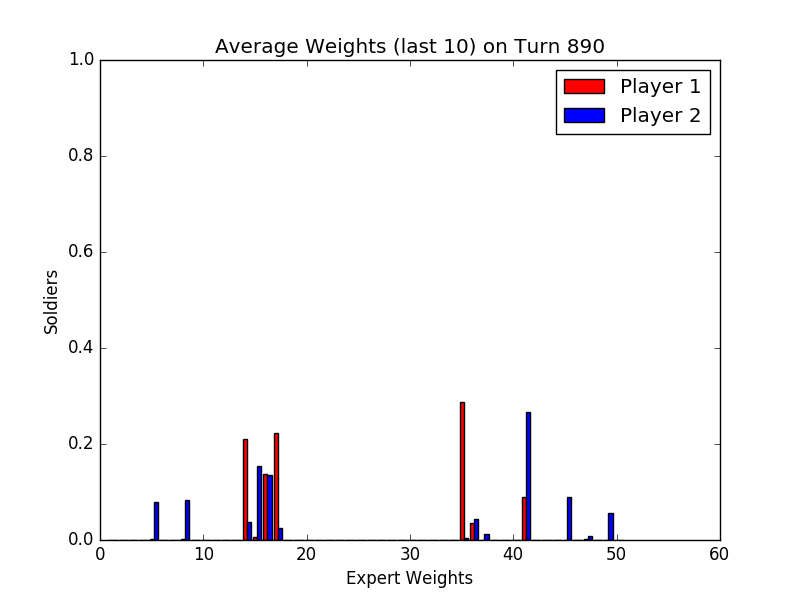 Average Weights (last 10) on Turn 890
1.0
0.8
0.6
0.4
0.2
0.0
Soldiers
Player 1
Player 2
0 10 20 30 40 50 60
Expert Weights